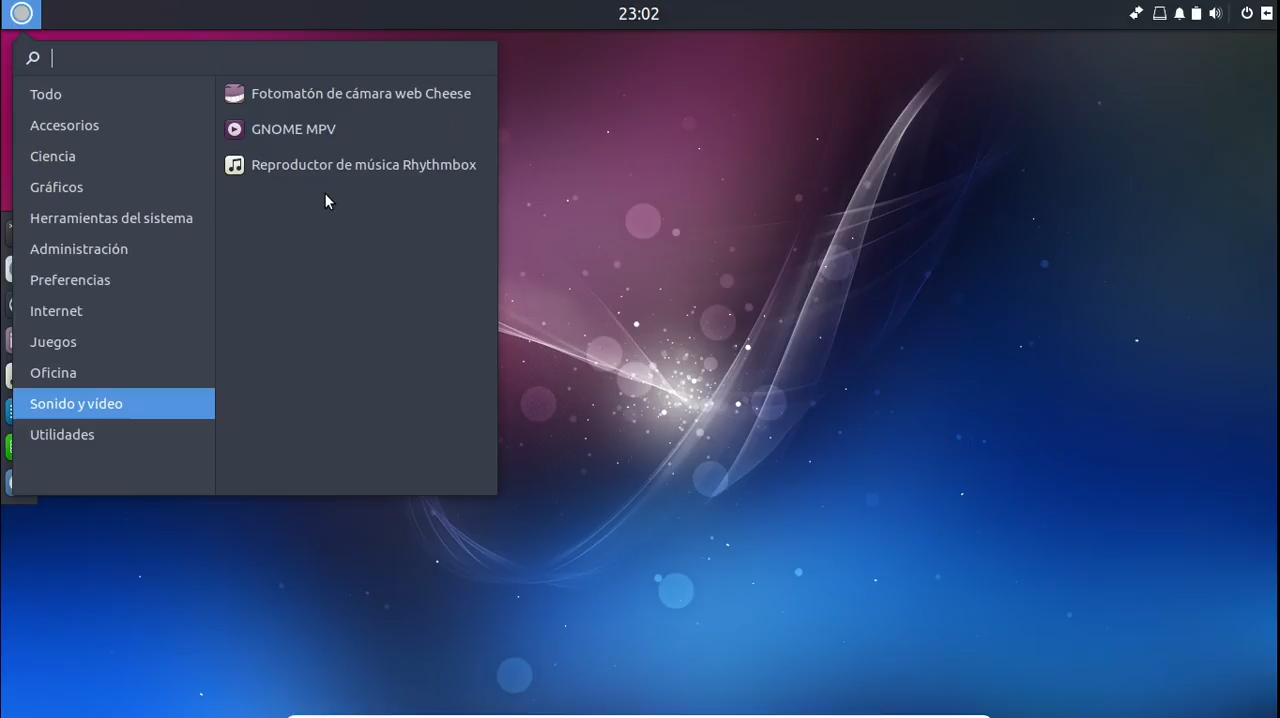 23:02
Todo
Accesorios
Ciencia
Gráficos
Herramientas del sistema
Administración
Preferencias
Internet
Juegos
Oficina
Sonido y vídeo
Utilidades
Fotomatón de cámara web Cheese
GNOME MPV
Reproductor de música Rhythmbox